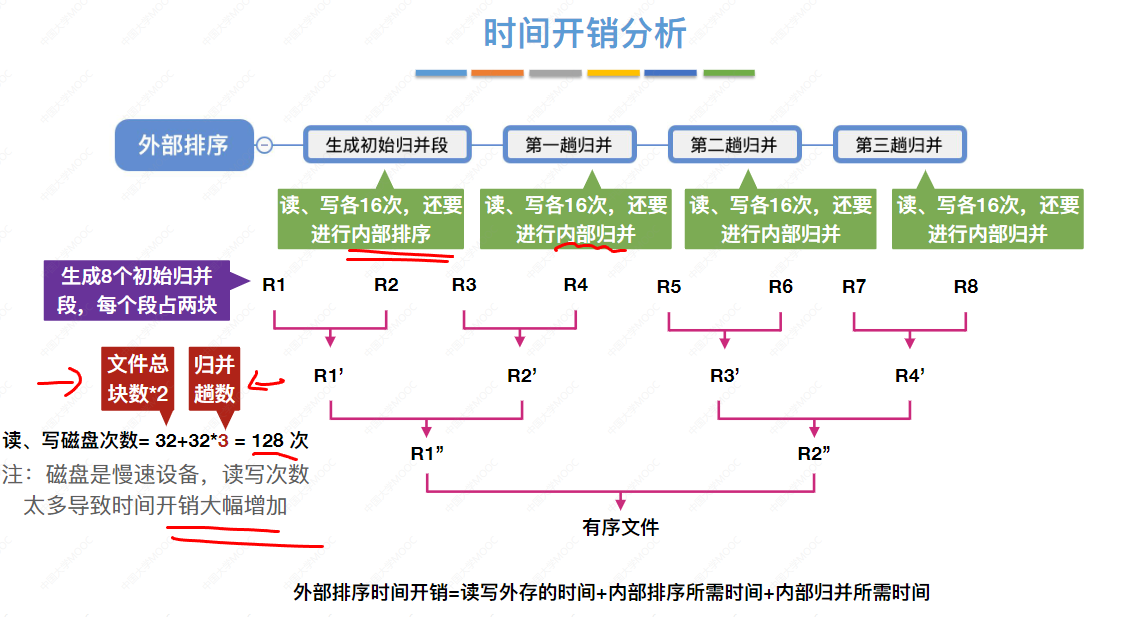 时间开销分析
外部排序
生成初始归并段
第一趟归并
第二趟归并
第三趟归并
读、写各16次，还要
进行内部排序
读、写各16次，还要
进行内部归并
读、写各16次，还要
进行内部归并
读、写各16次，还要
进行内部归并
生成8个初始归并
段，每个段占两块
R1 R2 R3 R4 R5 R6 R7 R8
R1’ R2’ R3’ R4’
文件总
块数*2
归并
趟数
读、写磁盘次数= 32+32*3 = 128 次
R1” R2”
注：磁盘是慢速设备，读写次数
太多导致时间开销大幅增加
有序文件
外部排序时间开销=读写外存的时间+内部排序所需时间+内部归并所需时间